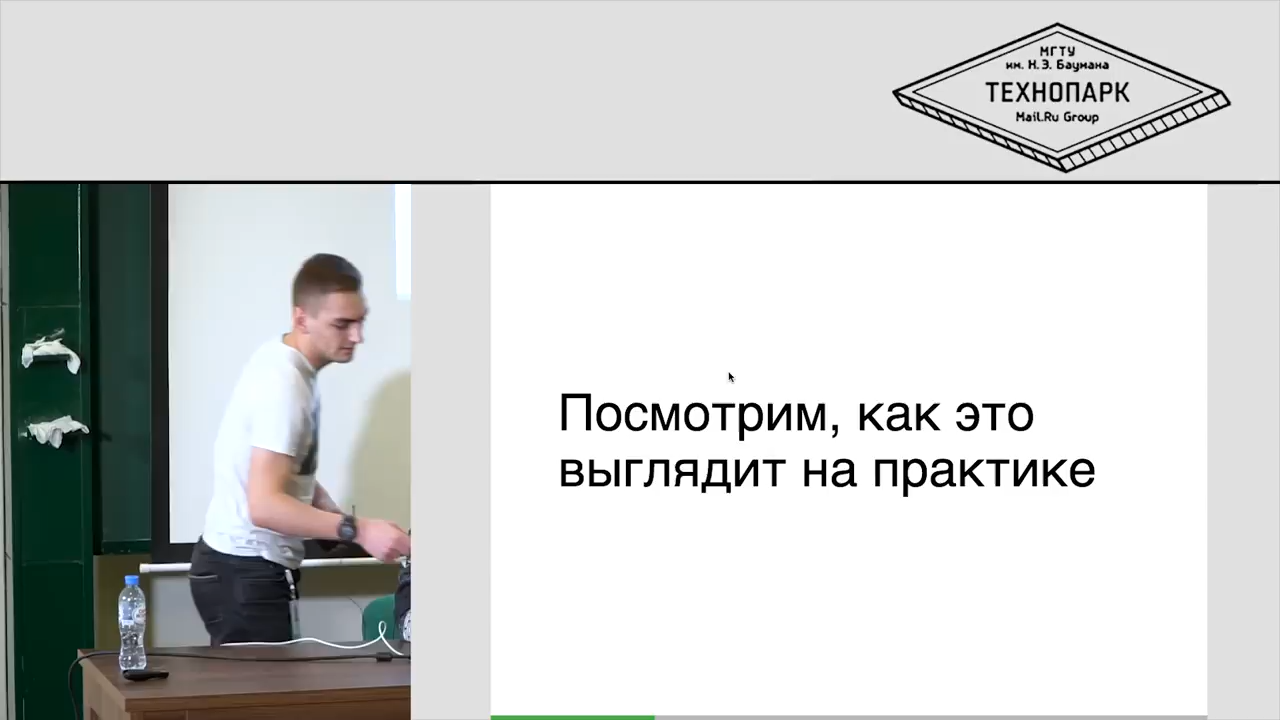 МГТУ
им. Н.Э. Баумана
ТЕХНОПАРК
Mail.Ru Group
Посмотрим, как это
выглядит на практике